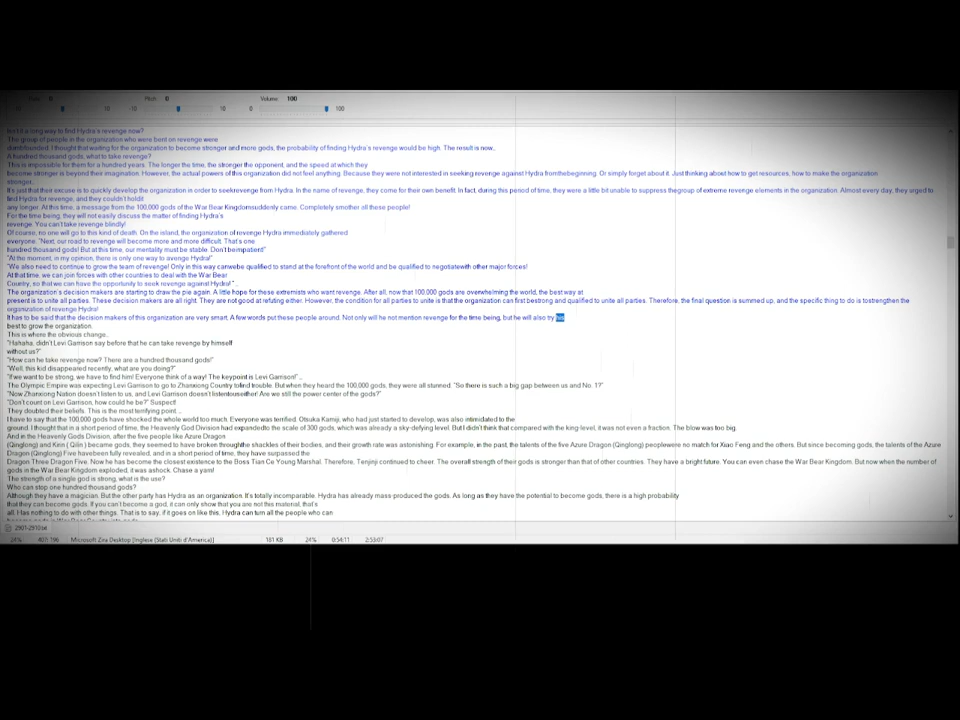 Pitch: 0
Volume: 100
10 -10 10 0 100
Isn't it a long way to find Hydra's revenge now?
The group of people in the organization who were bent on revenge were
dumbfounded. I thought that waiting for the organization to become stronger and more gods, the probability of finding Hydra's revenge would be high. The result is now..
A hundred thousand gods, what to take revenge?
This is impossible for them for a hundred years. The longer the time, the stronger the opponent, and the speed at which they
become stronger is beyond their imagination. However, the actual powers of this organization did not feel anything. Because they were not interested in seeking revenge against Hydra from thebeginning. Or simply forget about it. Just thinking about how to get resources, how to make the organization
stronger..
It's just that their excuse is to quickly develop the organization in order to seekrevenge from Hydra. In the name of revenge, they come for their own benefit. In fact, during this period of time, they were a little bit unable to suppress thegroup of extreme revenge elements in the organization. Almost every day, they urged to
find Hydra for revenge, and they couldn't holdit
any longer. At this time, a message from the 100,000 gods of the War Bear Kingdomsuddenly came. Completely smother all these people!
For the time being, they will not easily discuss the matter of finding Hydra's
revenge. You can't take revenge blindly!
Of course, no one will go to this kind of death. On the island, the organization of revenge Hydra immediately gathered
everyone. "Next, our road to revenge will become more and more difficult. That's one
hundred thousand gods! But at this time, our mentality must be stable. Don't beimpatient!"
"At the moment, in my opinion, there is only one way to avenge Hydra!"
"We also need to continue to grow the team of revenge! Only in this way canwebe qualified to stand at the forefront of the world and be qualified to negotiatewith other major forces!
At that time, we can join forces with other countries to deal with the War Bear
Country, so that we can have the opportunity to seek revenge against Hydra!"..
The organization's decision makers are starting to draw the pie again. A little hope for these extremists who want revenge. After all, now that 100,000 gods are overwhelming the world, the best way at
present is to unite all parties. These decision makers are all right. They are not good at refuting either. However, the condition for all parties to unite is that the organization can first bestrong and qualified to unite all parties. Therefore, the final question is summed up, and the specific thing to do is tostrengthen the
organization of revenge Hydra!
It has to be said that the decision makers of this organization are very smart. A few words put these people around. Not only will he not mention revenge for the time being, but he will also try his
best to grow the organization.
This is where the obvious change..
"Hahaha, didn't Levi Garrison say before that he can take revenge by himself
without us?"
"How can he take revenge now? There are a hundred thousand gods!"
"Well, this kid disappeared recently, what are you doing?"
"If we want to be strong, we have to find him! Everyone think of a way! The keypoint is Levi Garrison!"..
The Olympic Empire was expecting Levi Garrison to go to Zhanxiong Country tofind trouble. But when they heard the 100,000 gods, they were all stunned. "So there is such a big gap between us and No. 1?"
"Now Zhanxiong Nation doesn't listen to us, and Levi Garrison doesn't listentouseither! Are we still the power center of the gods?"
"Don't count on Levi Garrison, how could he be?" Suspect!
They doubted their beliefs. This is the most terrifying point...
I have to say that the 100,000 gods have shocked the whole world too much. Everyone was terrified. Otsuka Kamiji, who had just started to develop, was also intimidated to the
ground. I thought that in a short period of time, the Heavenly God Division had expandedto the scale of 300 gods, which was already a sky-defying level. But I didn't think that compared with the king-level, it was not even a fraction. The blow was too big.
And in the Heavenly Gods Division, after the five people like Azure Dragon
(Qinglong) and Kirin ( Qilin ) became gods, they seemed to have broken throughthe shackles of their bodies, and their growth rate was astonishing. For example, in the past, the talents of the five Azure Dragon (Qinglong) peoplewere no match for Xiao Feng and the others. But since becoming gods, the talents of the Azure
Dragon (Qinglong) Five havebeen fully revealed, and in a short period of time, they have surpassed the
Dragon Three Dragon Five. Now he has become the closest existence to the Boss Tian Ce Young Marshal. Therefore, Tenjinji continued to cheer. The overall strength of their gods is stronger than that of other countries. They have a bright future. You can even chase the War Bear Kingdom. But now when the number of
gods in the War Bear Kingdom exploded, it was ashock. Chase a yarn!
The strength of a single god is strong, what is the use?
Who can stop one hundred thousand gods?
Although they have a magician. But the other party has Hydra as an organization. It's totally incomparable. Hydra has already mass produced the gods. As long as they have the potential to become gods, there is a high probability
that they can become gods. If you can't become a god, it can only show that you are not this material, that's
all. Has nothing to do with other things. That is to say, if it goes on like this, Hydra can turn all the people who can
2901-2910.txt
24% Microsoft Zira Desktop [Inglese (Stati Uniti d'America)] 181 KB 24% 0:54:11 2:53:07